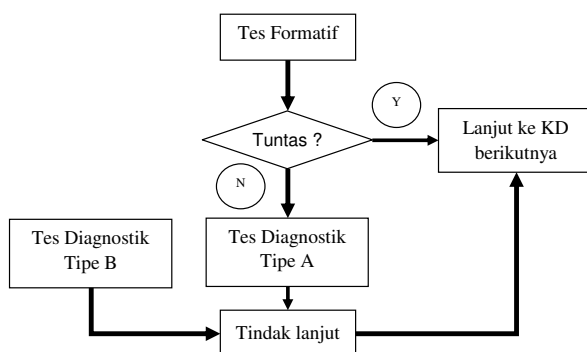 Tes Formatif
Y
Tuntas ?
Lanjut ke KD
berikutnya
N
Tes Diagnostik
Tipe B
Tes Diagnostik
Tipe A
Tindak lanjut